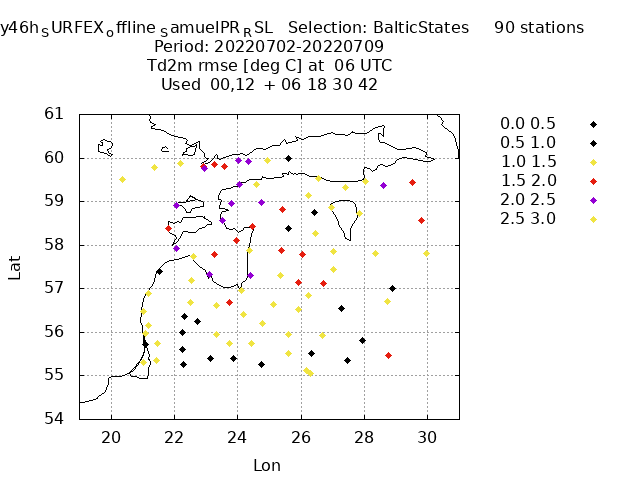 y46h_SURFEX_offline_SamuelPR_RSL Selection: BalticStates 90 stations
Period: 20220702-20220709
Td2m rmse [deg C] at 06 UTC
Used 00,12 + 06 18 30 42
61
60
59
58
57
56
55
54
20 22 24 26 28 30
Lat
Lon
0.0 0.5
0.5 1.0
1.0 1.5
1.5 2.0
2.0 2.5
2.5 3.0